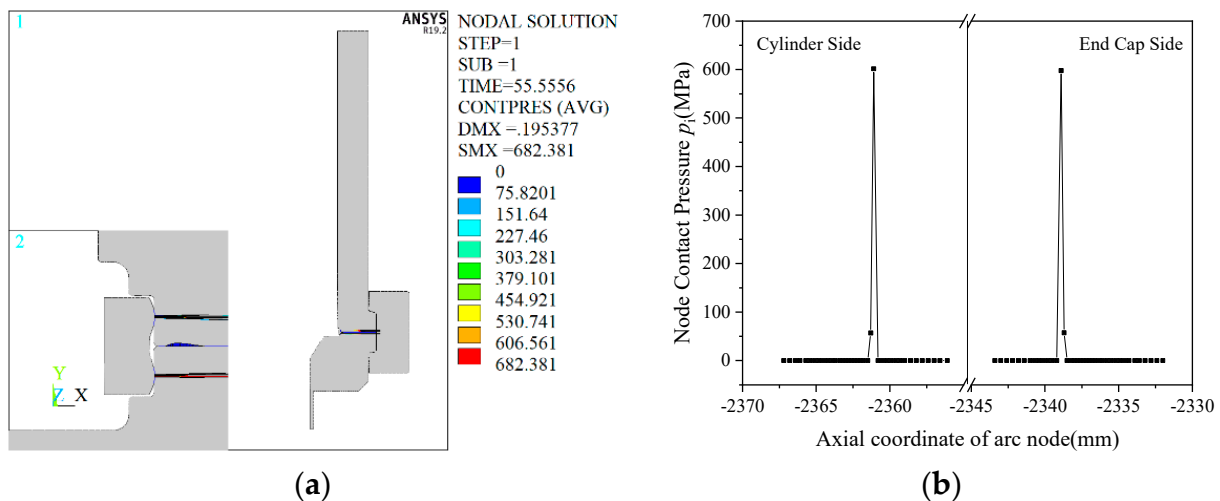 1
ANSYS
R19.2
NODAL SOLUTION
STEP=1
SUB =1
TIME=55.5556
CONTPRES (AVG)
DMX =.195377
SMX =682.381
0
75.8201
151.64
227.46
303.281
379.101
454.921
530.741
606.561
682.381
2
Y
Z X
(a)
700
600
500
400
300
200
100
0
Node Contact Pressure pi(MPa)
Cylinder Side
End Cap Side
-2370 -2365 -2360 -2345 -2340 -2335 -2330
Axial coordinate of arc node(mm)
(b)